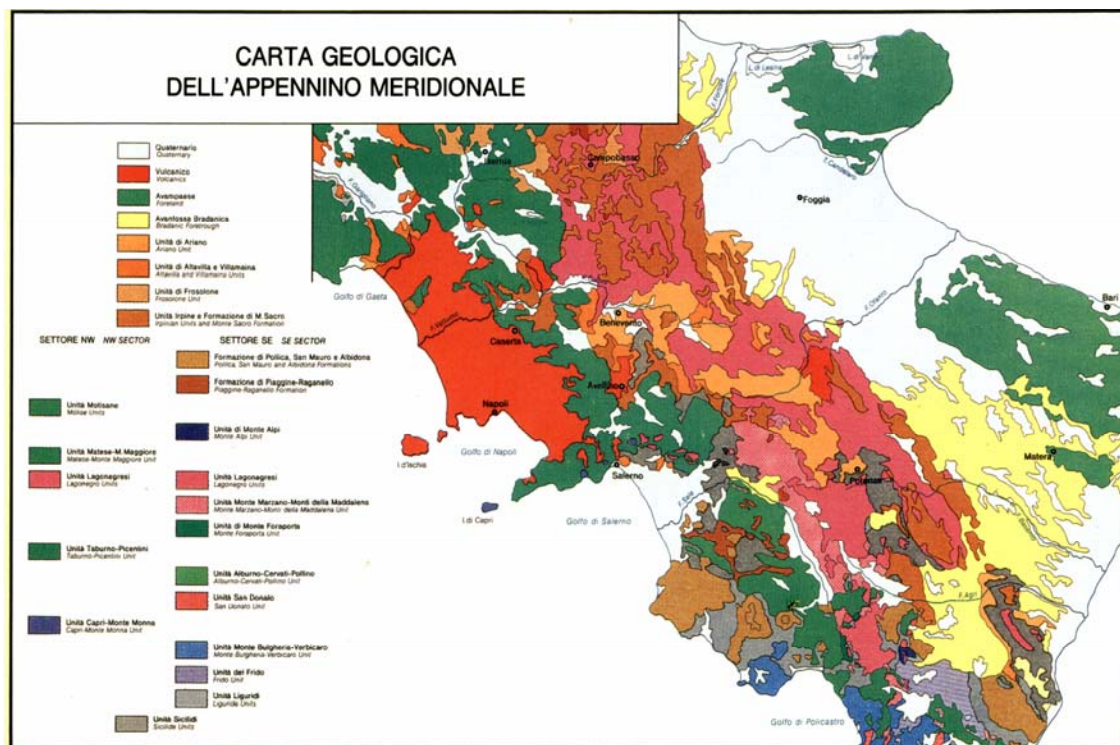 CARTA GEOLOGICA
DELL'APPENNINO MERIDIONALE
Quaternario
Quaternary
Vulcanico
Volcanics
Avampaese
Foreland
Avanfossa Bradanica
Bradanic Foretrough
Unità di Ariano
Ariano Unit
Unità di Altavilla e Villamaina
Altavilla and Villamaina Units
Unità di Frosolone
Frosolone Unit
Unità Irpine e Formazione di M.Sacro
Irpinian Units and Monte Sacro Formation
SETTORE NW NW SECTOR
SETTORE SE SE SECTOR
Formazione di Pollica, San Mauro e Albidona
Pollica, San Mauro and Albidona Formations
Formazione di Piaggine-Raganello
Piaggine-Raganello Formation
Unità Molisane
Molise Units
Unità di Monte Alpi
Monte Alpi Unit
Unità Matese-M.Maggiore
Matese-Monte Maggiore Unit
Unità Lagonegresi
Lagonegro Units
Unità Lagonegresi
Lagonegro Units
Unità Monte Marzano-Monti della Maddalena
Monte Marzano-Monti della Maddalena Unit
Unità di Monte Foraporta
Monte Foraporta Unit
Unità Taburno-Picentini
Taburno-Picentini Unit
Unità Alburno-Cervati-Pollino
Alburno-Cervati-Pollino Unit
Unità San Donato
San Donato Unit
Unità Capri-Monte Monna
Capri-Monte Monna Unit
Unità Monte Bulgheria-Verbicaro
Monte Bulgheria-Verbicaro Unit
Unità del Frido
Frido Unit
Unità Liguridi
Liguride Units
Unità Sicilidi
Sicilide Units
L.di Lesina
F.Fortore
Isernia
Campobasso
F.Garigliano
T.Candelaro
Foggia
Golfo di Gaeta
F.Volturno
Benevento
F.Ofanto
Bari
Caserta
Avellino
Napoli
I.d'Ischia
Golfo di Napoli
Salerno
Potenza
Matera
I.di Capri
Golfo di Salerno
F.Sele
F.Agri
Golfo di Policastro